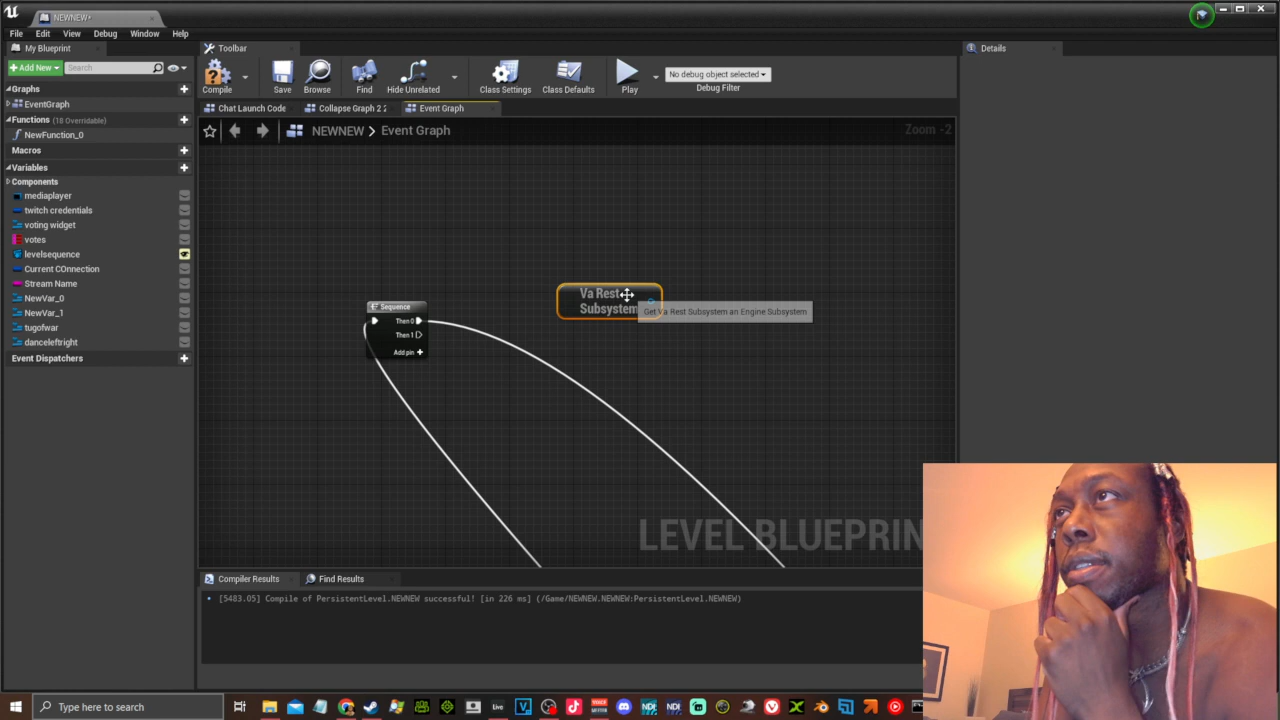 NEWNEW*
File Edit View Debug Window Help
My Blueprint
Toolbar
Details
Add New
Search
Compile
Save
Browse
Find
Hide Unrelated
Class Settings
Class Defaults
Play
No debug object selected
Debug Filter
Graphs
EventGraph
Functions (18 Overridable)
NewFunction_0
Macros
Variables
Components
mediaplayer
twitch credentials
voting widget
votes
levelsequence
Current COnnection
Stream Name
NewVar_0
NewVar_1
tugofwar
danceleftright
Event Dispatchers
Chat Launch Code
Collapse Graph 2 2
Event Graph
NEWNEW > Event Graph
Zoom -2
Sequence
Then 0
Then 1
Add pin
Va Rest
Subsystem
Get Va Rest Subsystem an Engine Subsystem
LEVEL BLUEPRIN
Compiler Results
Find Results
[5483.05] Compile of PersistentLevel.NEWNEW successful! [in 226 ms] (/Game/NEWNEW.NEWNEW:PersistentLevel.NEWNEW)
Type here to search